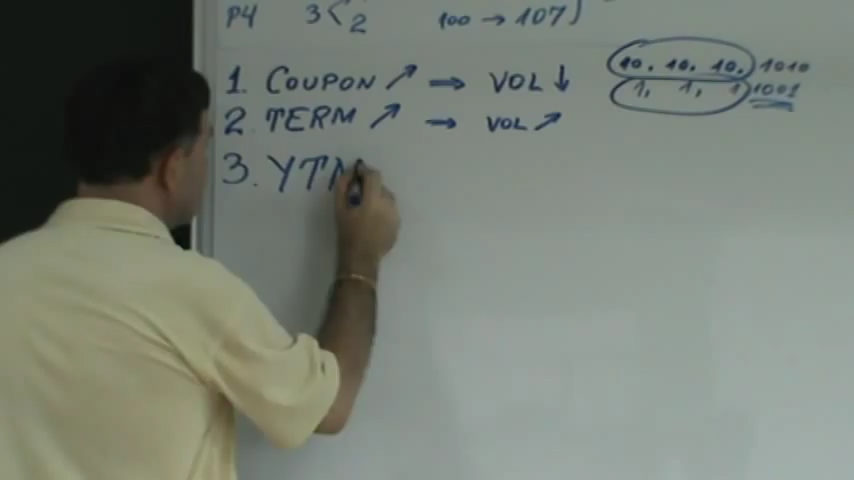 P4 3< 2 100 → 107)
1. COUPON ↗ ⇒ VOL ↓ 10. 10. 10. 1010
1, 1, 1 1001
2. TERM ↗ → VOL ↗
3. YTM